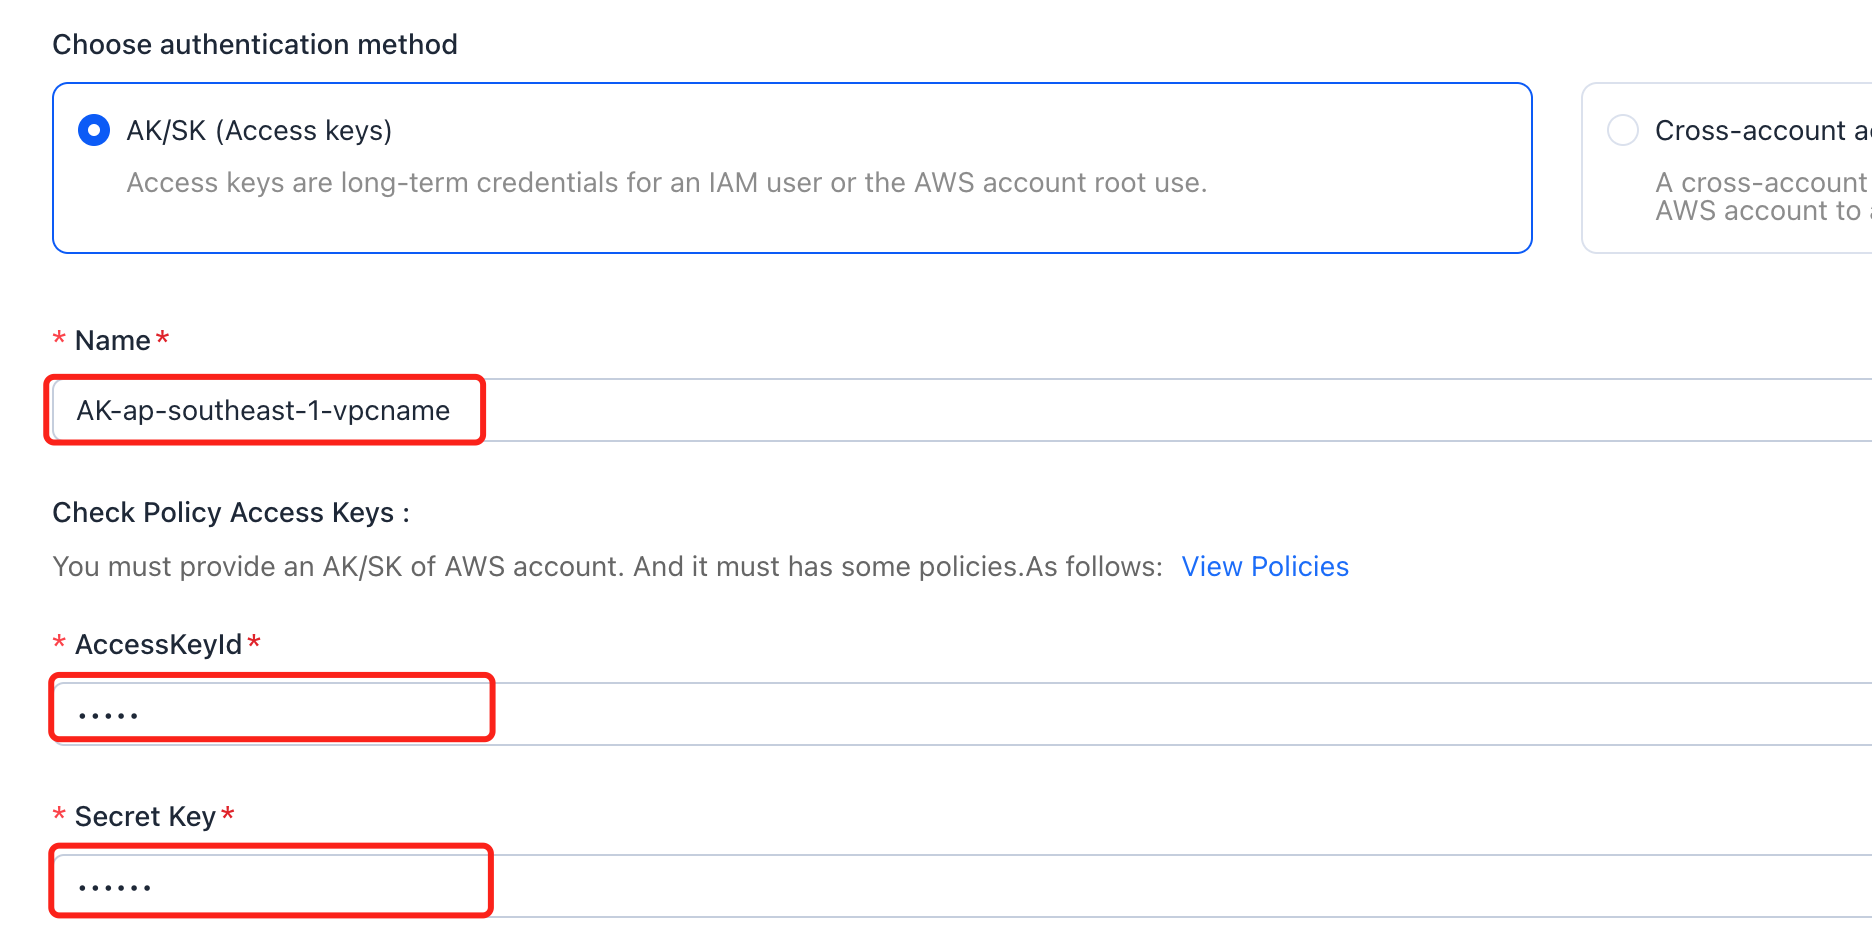 Choose authentication method
AK/SK (Access keys)
Access keys are long-term credentials for an IAM user or the AWS account root use.
Cross-account
A cross-account
AWS account to
* Name *
AK-ap-southeast-1-vpcname
Check Policy Access Keys :
You must provide an AK/SK of AWS account. And it must has some policies.As follows: View Policies
* AccessKeyId *
•••••
* Secret Key *
••••••